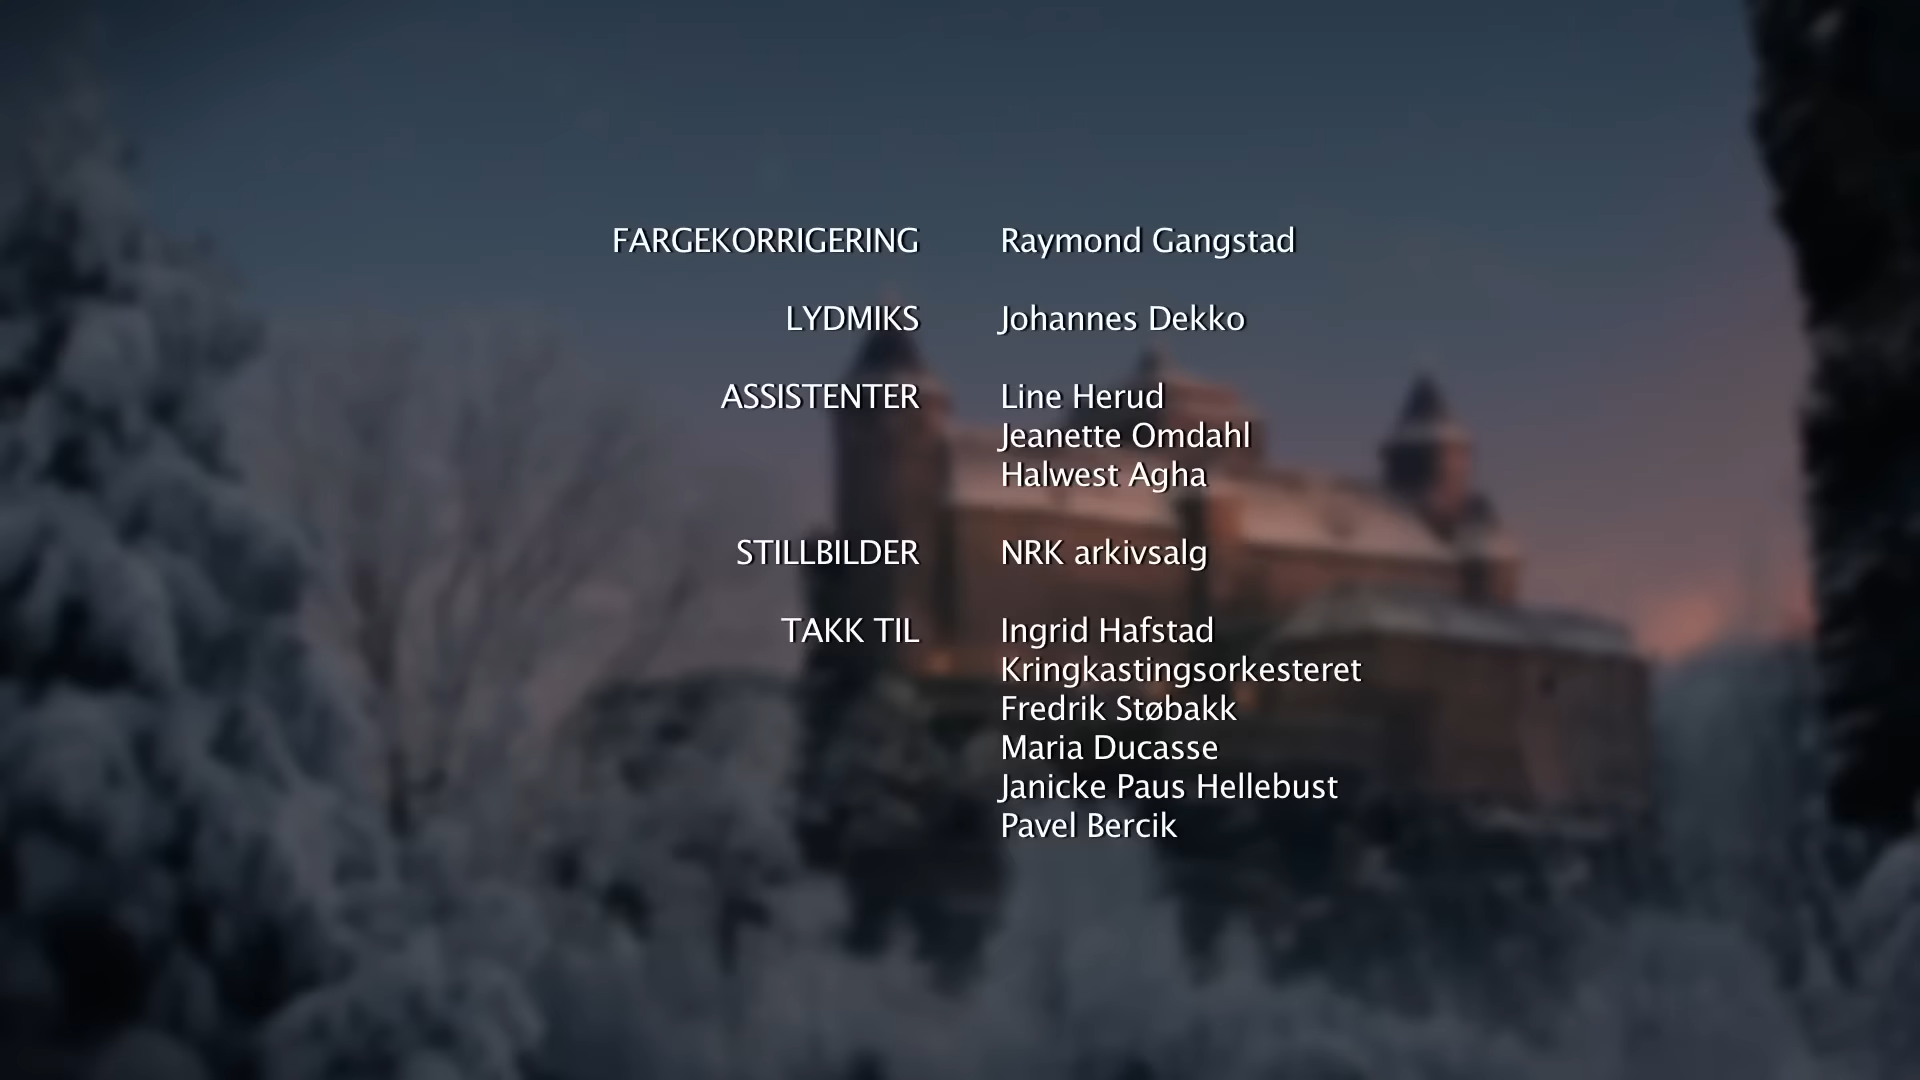 FARGEKORRIGERING Raymond Gangstad
LYDMIKS Johannes Dekko
ASSISTENTER Line Herud
Jeanette Omdahl
Halwest Agha
STILLBILDER NRK arkivsalg
TAKK TIL Ingrid Hafstad
Kringkastingsorkesteret
Fredrik Støbakk
Maria Ducasse
Janicke Paus Hellebust
Pavel Bercik